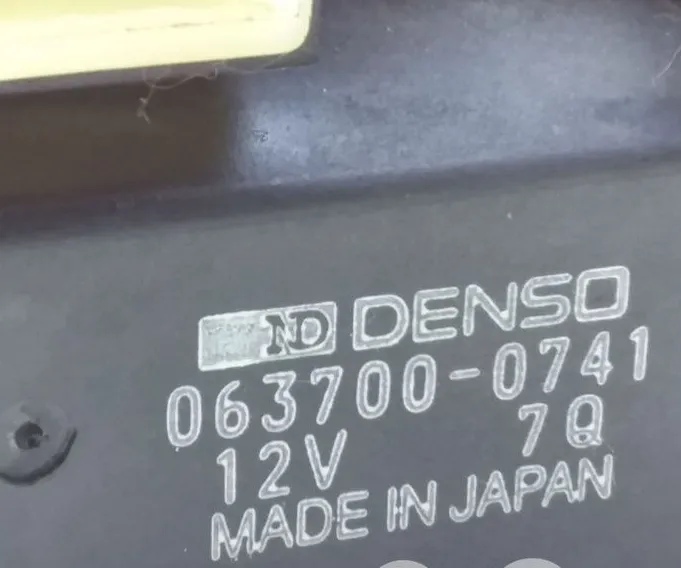 ND DENSO
063700-0741
12V 7Q
MADE IN JAPAN